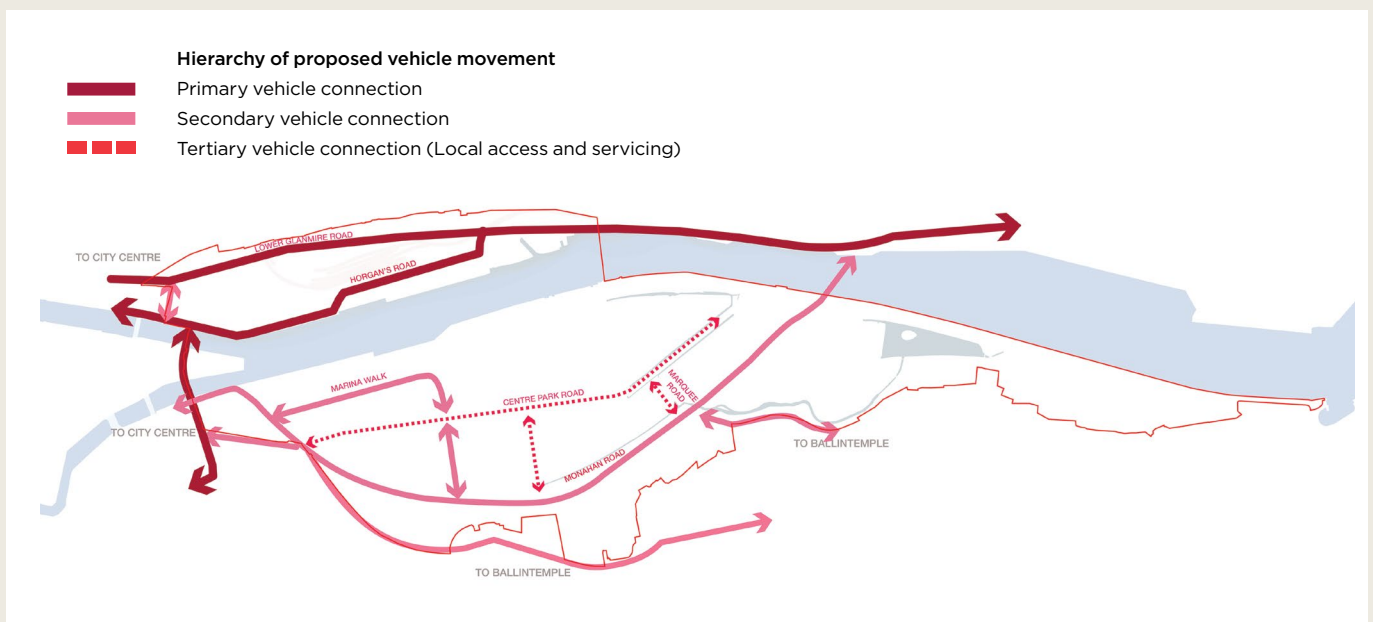 Hierarchy of proposed vehicle movement
Primary vehicle connection
Secondary vehicle connection
Tertiary vehicle connection (Local access and servicing)
LOWER GLANMIRE ROAD
TO CITY CENTRE
HORGAN'S ROAD
MARINA WALK
MARQUEE
ROAD
CENTRE PARK ROAD
TO CITY CENTRE
TO BALLINTEMPLE
MONAHAN ROAD
TO BALLINTEMPLE